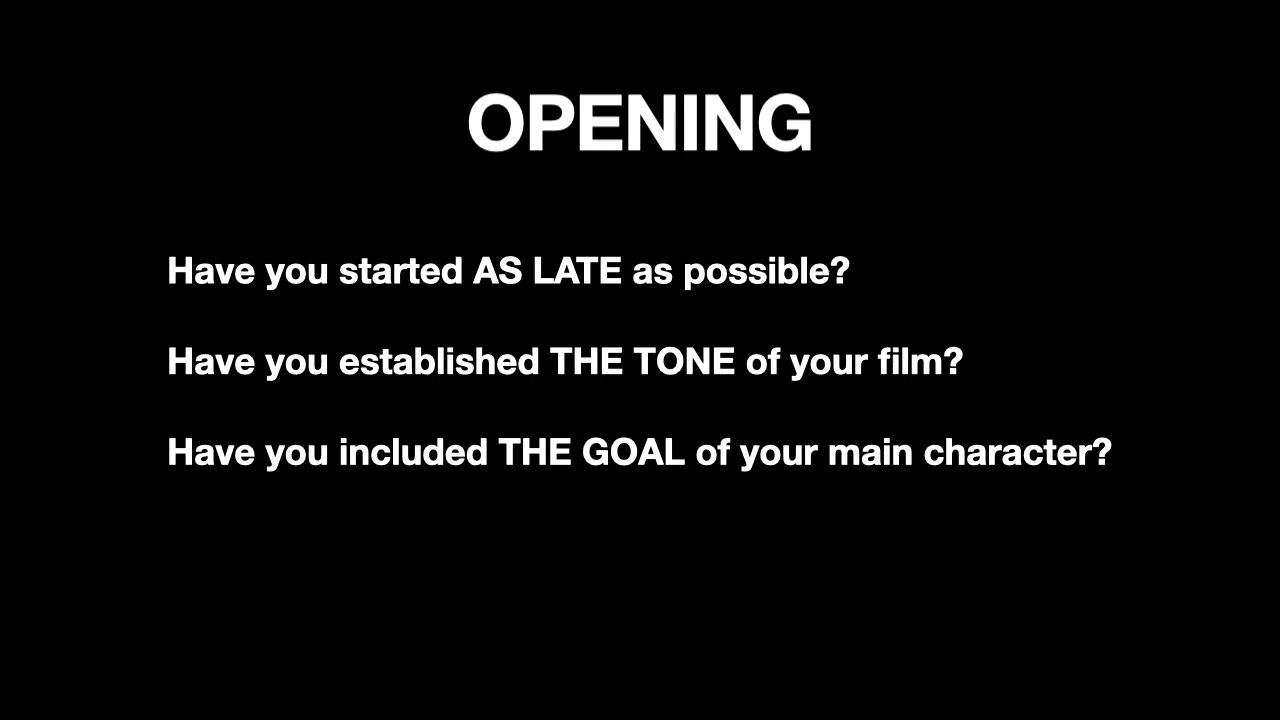 OPENING
Have you started AS LATE as possible?
Have you established THE TONE of your film?
Have you included THE GOAL of your main character?